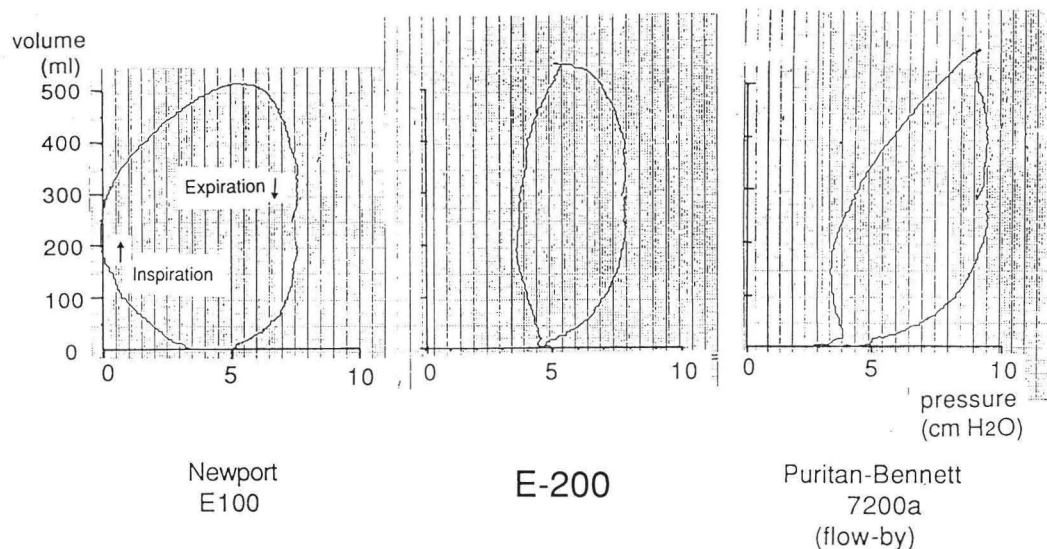 volume
(ml)
500
400
300
200
100
0
Expiration ↓
↑
Inspiration
0 5 10
0 5 10
0 5 10
pressure
(cm H2O)
Newport
E100
E-200
Puritan-Bennett
7200a
(flow-by)